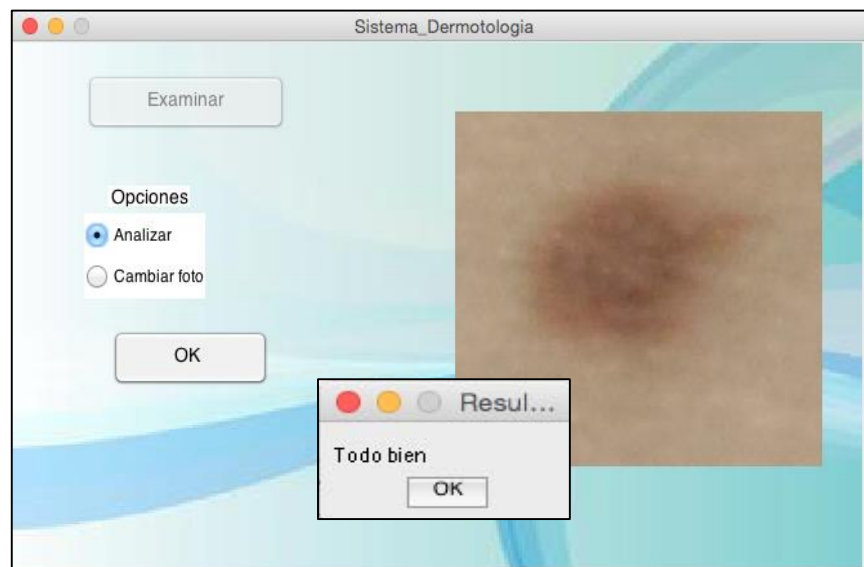 Sistema_Dermotologia
Examinar
Opciones
Analizar
Cambiar foto
OK
Resul...
Todo bien
OK